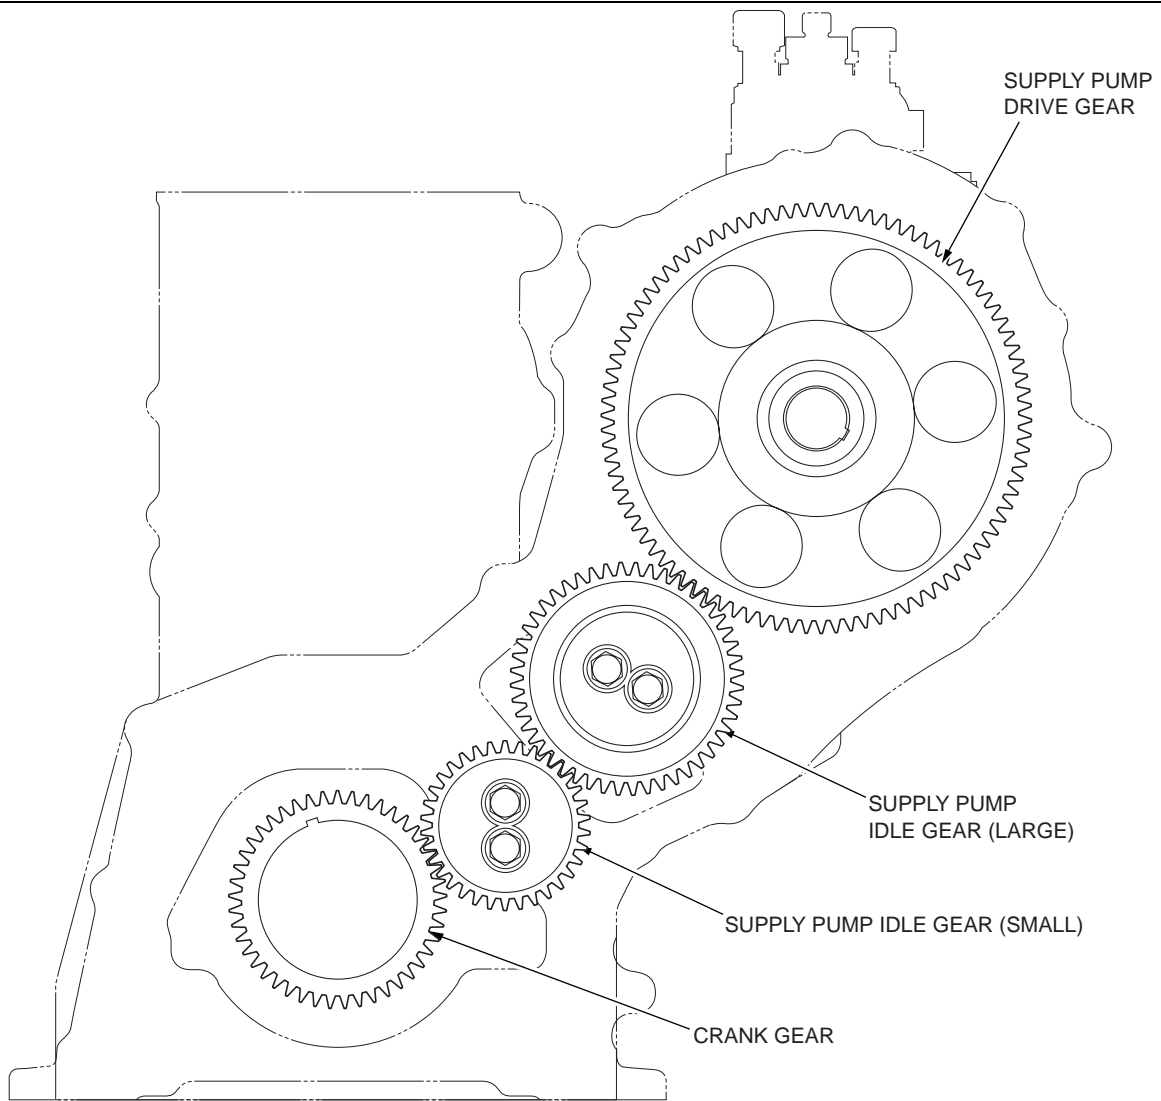 SUPPLY PUMP
DRIVE GEAR
SUPPLY PUMP
IDLE GEAR (LARGE)
SUPPLY PUMP IDLE GEAR (SMALL)
CRANK GEAR